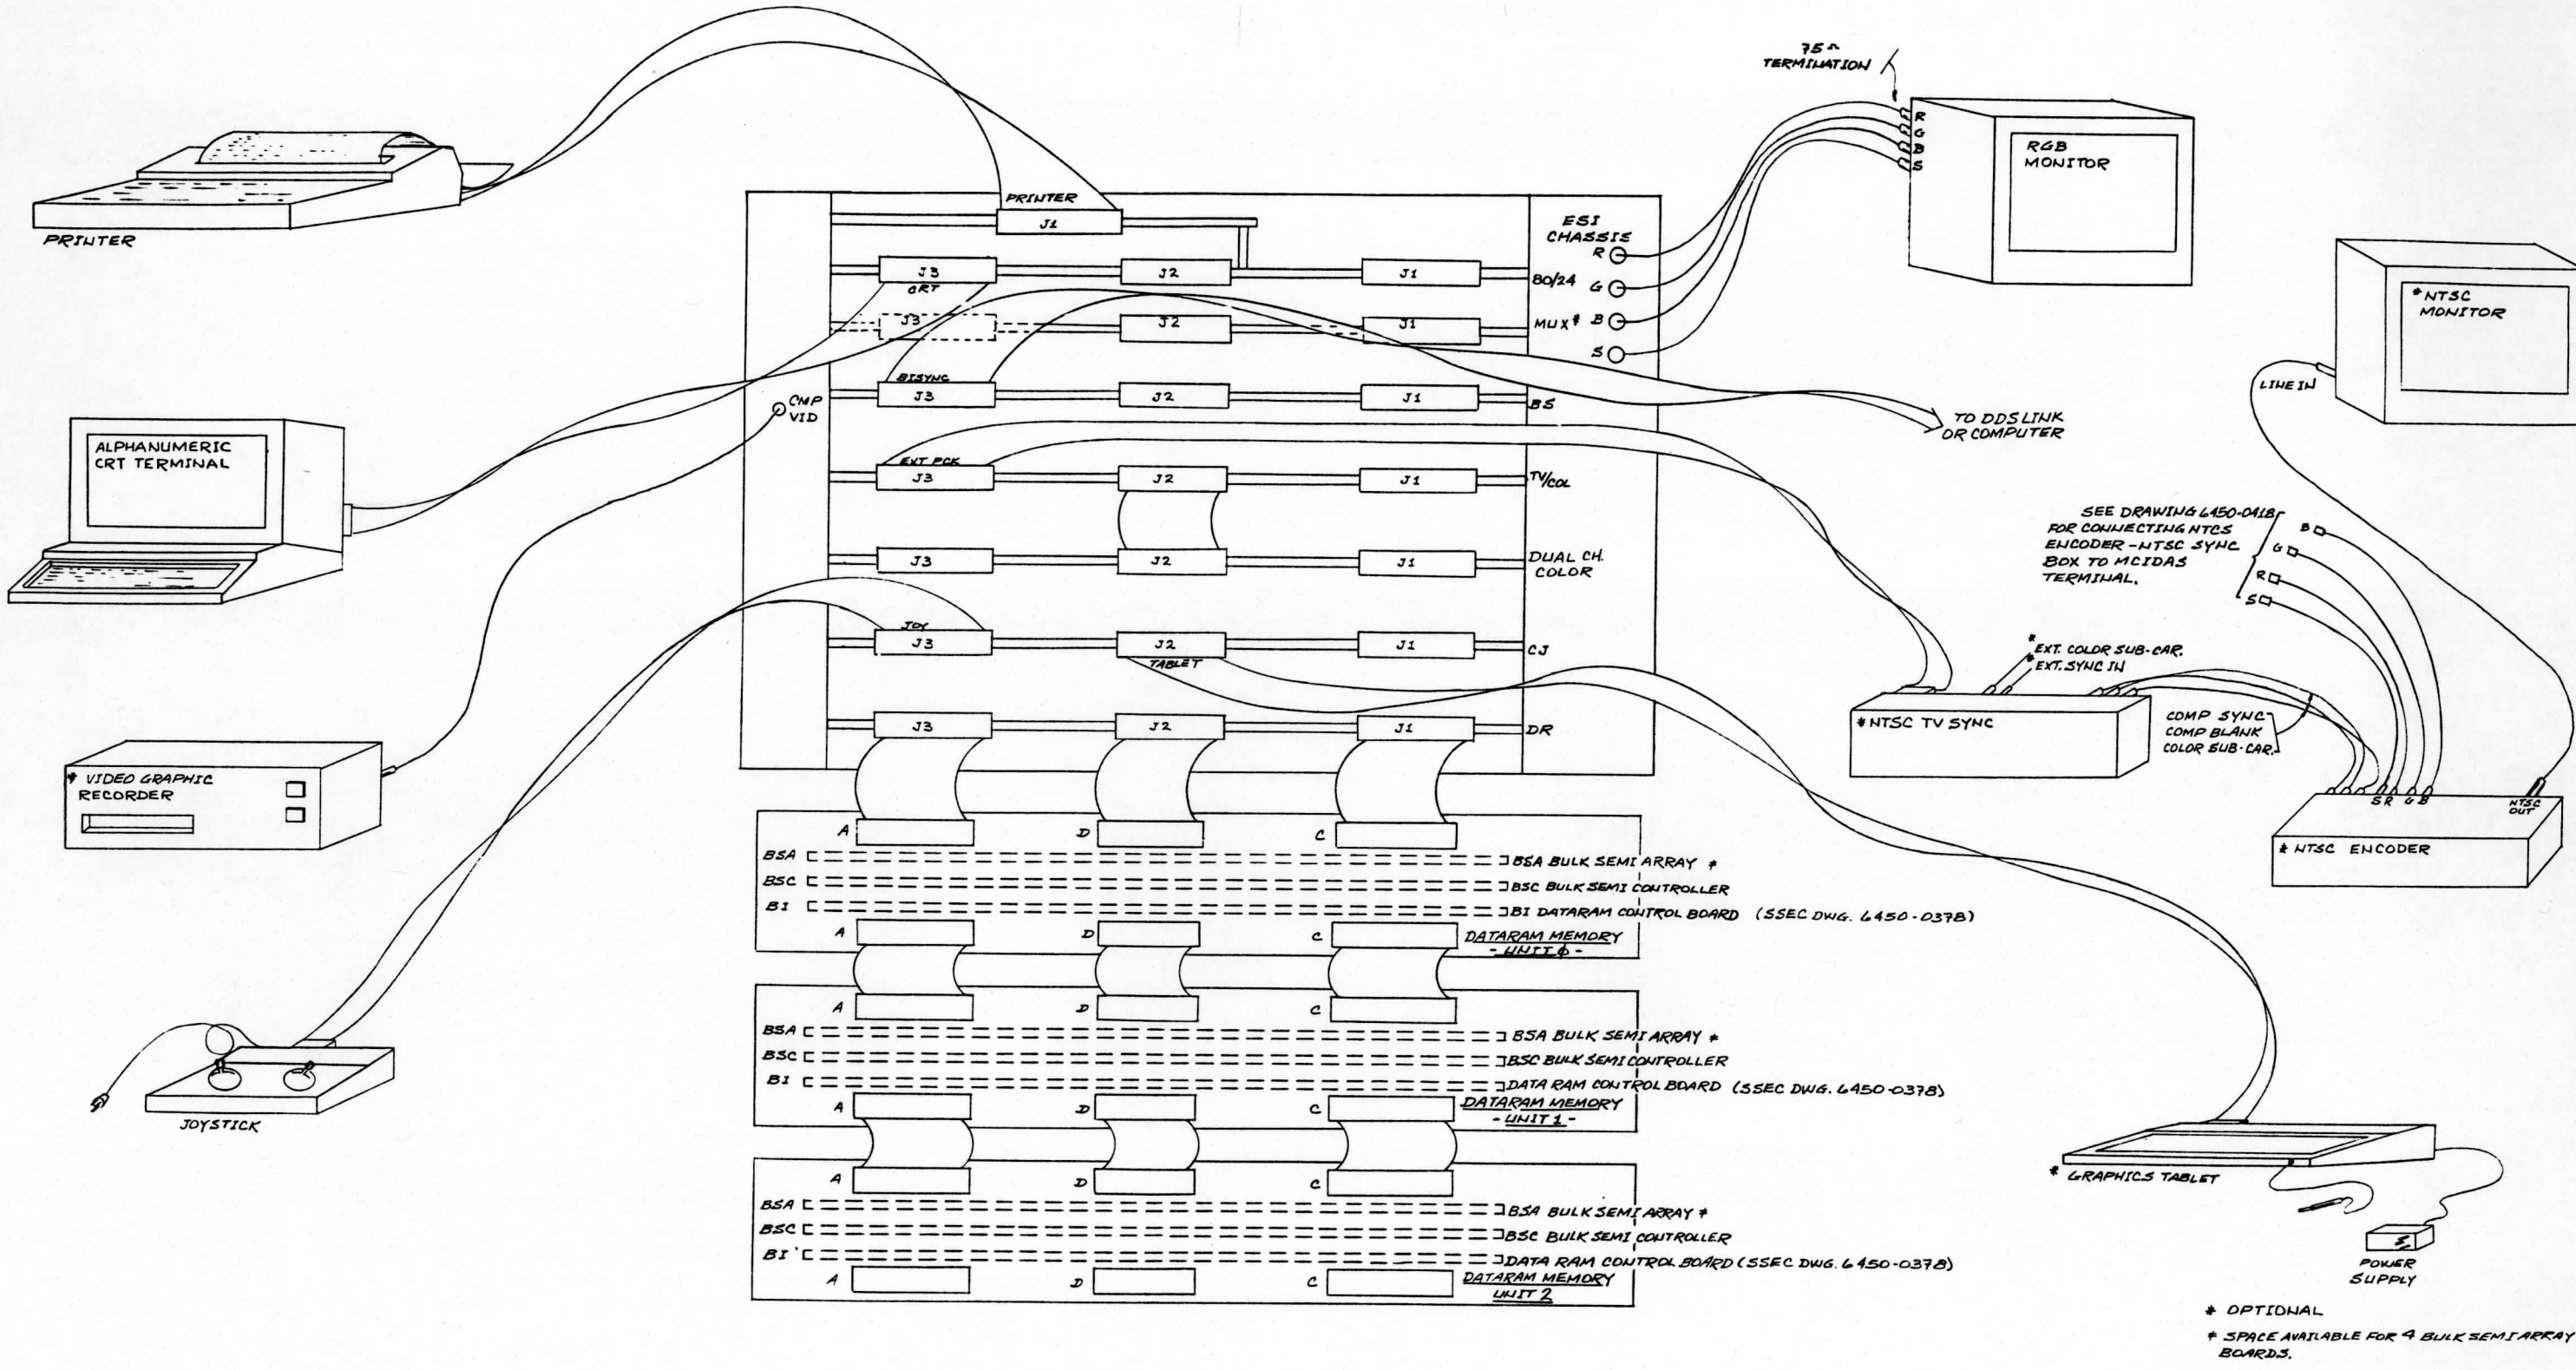 75Ω
TERMINATION
R
G
B
S
RGB
MONITOR
PRINTER
PRINTER
J1
ESI
CHASSIS
R
J3
J2
J1
CRT
80/24
G
*NTSC
MONITOR
J3
J2
J1
MUX*
B
S
LINE IN
BISYNC
J3
J2
J1
BS
CMP
VID
TO DDS LINK
OR COMPUTER
ALPHANUMERIC
CRT TERMINAL
EXT PCK
J3
J2
J1
TV/COL
SEE DRAWING 6450-0418
FOR CONNECTING NTCS
ENCODER-NTSC SYNC
BOX TO MCIDAS
TERMINAL.
B
G
R
S
J3
J2
J1
DUAL CH.
COLOR
JOY
J3
J2
J1
CJ
TABLET
*EXT. COLOR SUB-CAR.
*EXT. SYNC IN
J3
J2
J1
DR
*NTSC TV SYNC
COMP SYNC
COMP BLANK
COLOR SUB-CAR.
* VIDEO GRAPHIC
RECORDER
S R G B
NTSC
OUT
* NTSC ENCODER
A
D
C
BSA
BSA BULK SEMI ARRAY *
BSC
BSC BULK SEMI CONTROLLER
BI
BI DATARAM CONTROL BOARD (SSEC DWG. 6450-0378)
A
D
C
DATARAM MEMORY
- UNIT 0 -
A
D
C
BSA
BSA BULK SEMI ARRAY *
BSC
BSC BULK SEMI CONTROLLER
BI
DATA RAM CONTROL BOARD (SSEC DWG. 6450-0378)
A
D
C
DATARAM MEMORY
- UNIT 1 -
JOYSTICK
A
D
C
* GRAPHICS TABLET
BSA
BSA BULK SEMI ARRAY *
BSC
BSC BULK SEMI CONTROLLER
BI
DATA RAM CONTROL BOARD (SSEC DWG. 6450-0378)
A
D
C
DATARAM MEMORY
UNIT 2
POWER
SUPPLY
* OPTIONAL
* SPACE AVAILABLE FOR 4 BULK SEMI ARRAY
BOARDS.